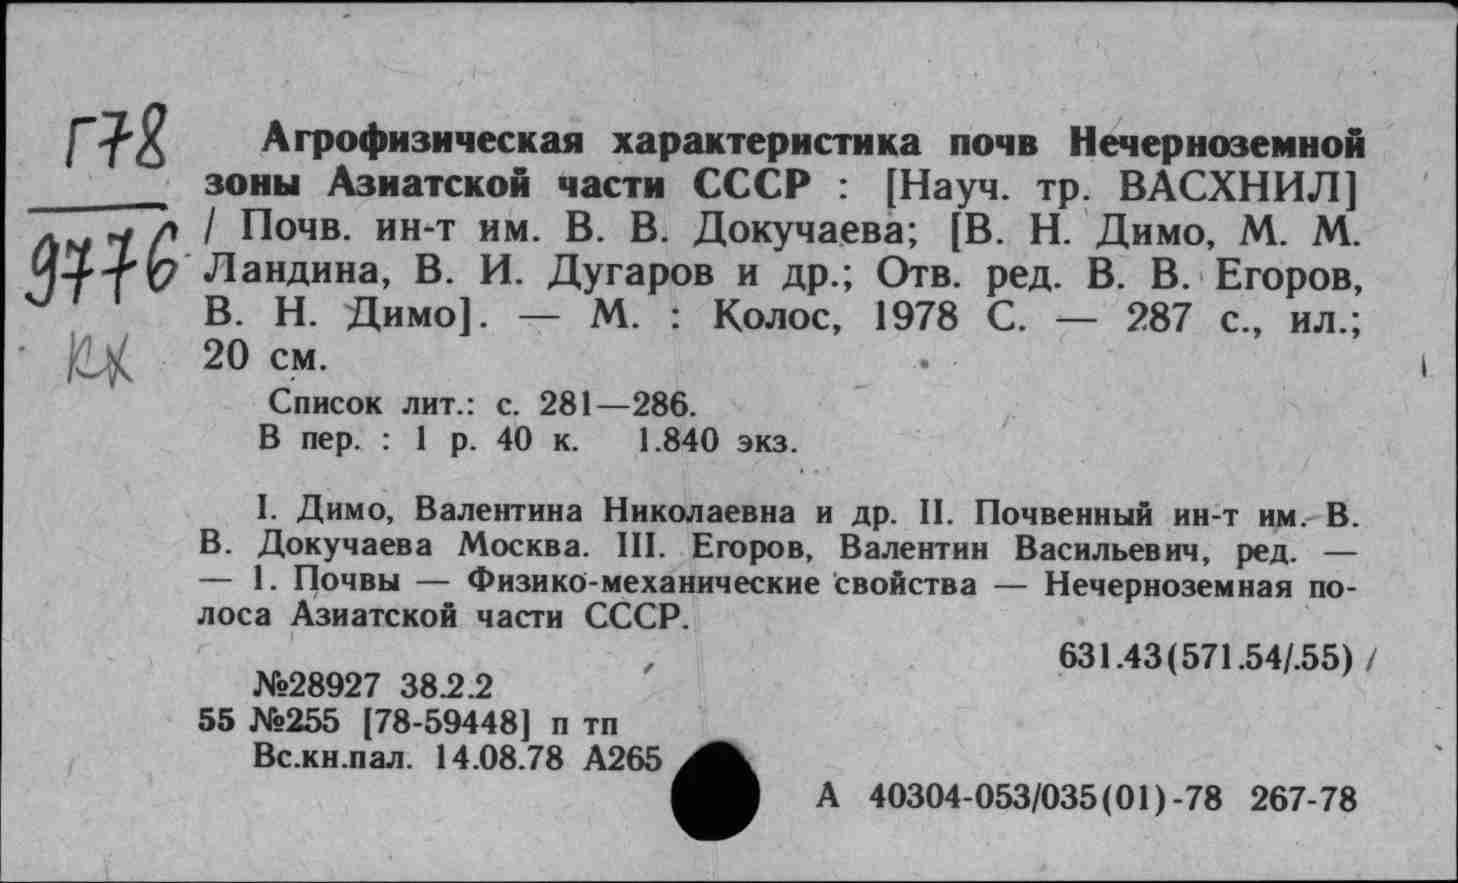 Г78
9776
Агрофизическая характеристика почв Нечерноземной
зоны Азиатской части СССР : [Науч. тр. ВАСХНИЛ]
/ Почв. ин-т им. В. В. Докучаева; [В. Н. Димо, М. М.
Ландина, В. И. Дугаров и др.; Отв. ред. В. В. Егоров,
В. Н. Димо]. — М. : Колос, 1978 С. — 287 с., ил.;
20 см.
Список лит.: с. 281—286.
В пер. : 1 р. 40 к. 1.840 экз.
I. Димо, Валентина Николаевна и др. II. Почвенный ин-т им. В.
В. Докучаева Москва. III. Егоров, Валентин Васильевич, ред. —
— 1. Почвы — Физико-механические свойства — Нечерноземная по-
лоса Азиатской части СССР.
631.43(571.54/.55)
№28927 38.2.2
55 №255 [78-59448] п тп
Вс.кн.пал. 14.08.78 А265
А 40304-053/035(01)-78 267-78